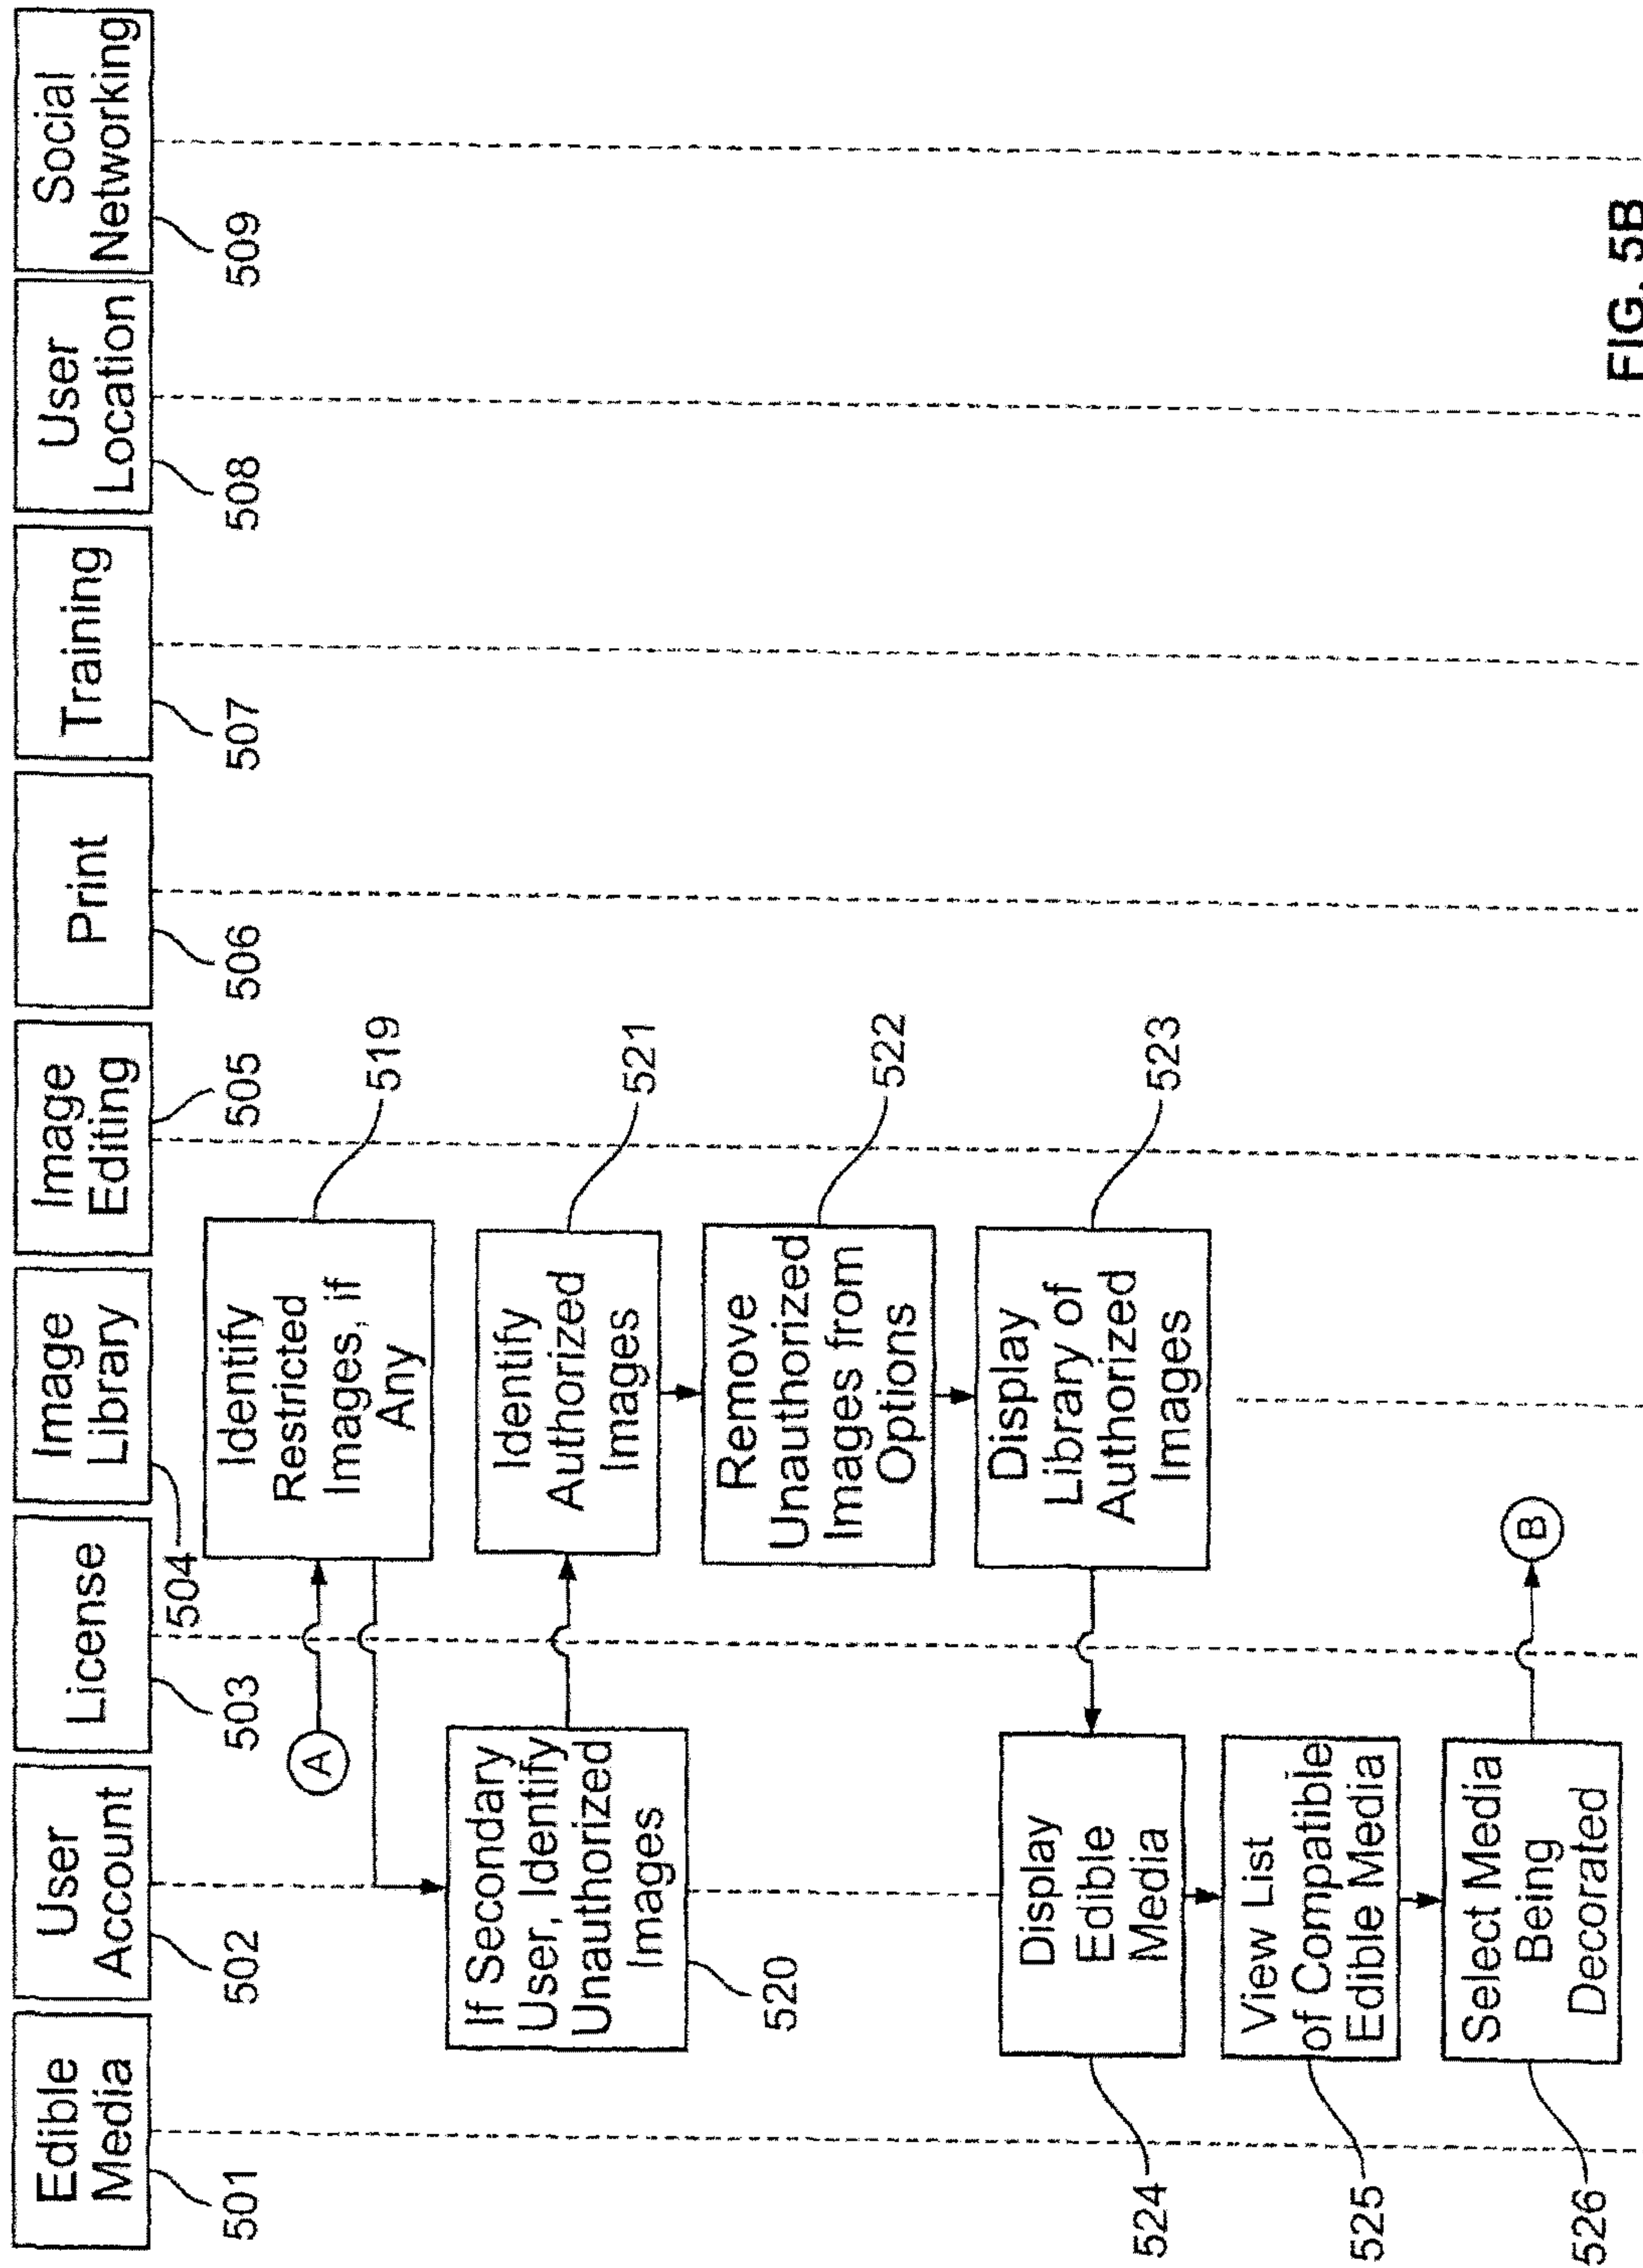 Edible
Media
501
User
Account
502
License
503
Image
Library
504
Image
Editing
505
Print
506
Training
507
User
Location
508
Social
Networking
509
A
Identify
Restricted
Images, if
Any
519
If Secondary
User, Identify
Unauthorized
Images
520
Identify
Authorized
Images
521
Remove
Unauthorized
Images from
Options
522
Display
Library of
Authorized
Images
523
Display
Edible
Media
524
View List
of Compatible
Edible Media
525
Select Media
Being
Decorated
526
B
FIG. 5B